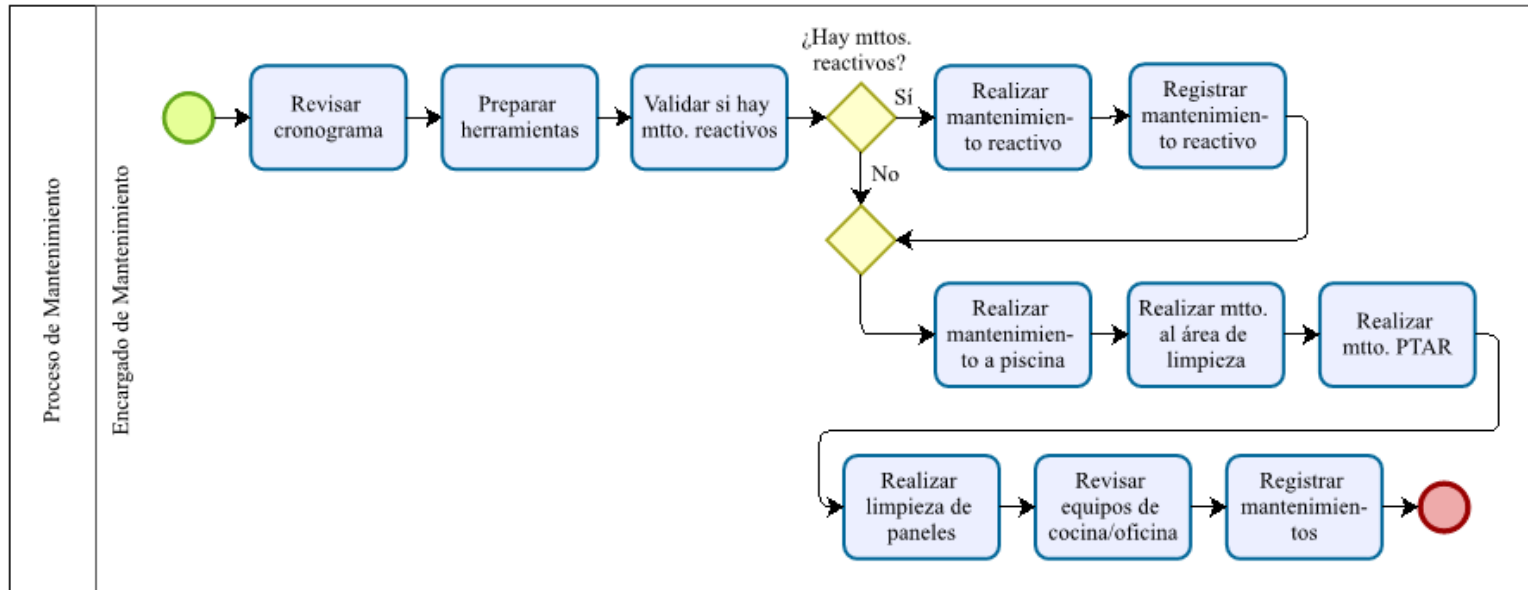 Proceso de Mantenimiento
Encargado de Mantenimiento
Revisar
cronograma
Preparar
herramientas
Validar si hay
mtto. reactivos
¿Hay mttos.
reactivos?
Sí
No
Realizar
mantenimien-
to reactivo
Registrar
mantenimien-
to reactivo
Realizar
mantenimien-
to a piscina
Realizar mtto.
al área de
limpieza
Realizar
mtto. PTAR
Realizar
limpieza de
paneles
Revisar
equipos de
cocina/oficina
Registrar
mantenimien-
tos